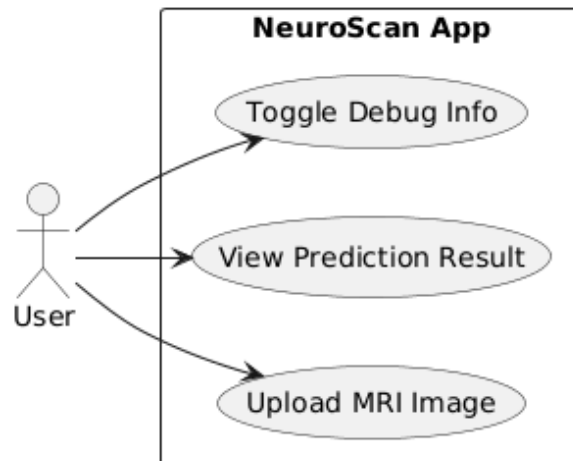 NeuroScan App
Toggle Debug Info
View Prediction Result
User
Upload MRI Image